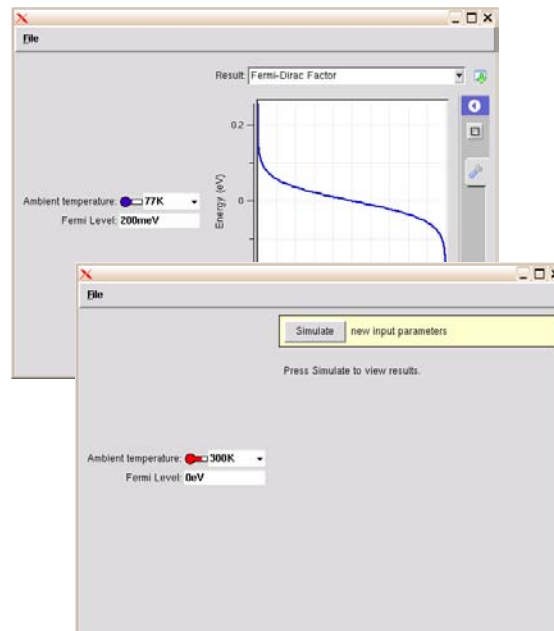 File
Result: Fermi-Dirac Factor
0.2
Energy (eV)
0
Ambient temperature: 77K
Fermi Level: 200meV
File
Simulate new input parameters
Press Simulate to view results.
Ambient temperature: 300K
Fermi Level: 0eV